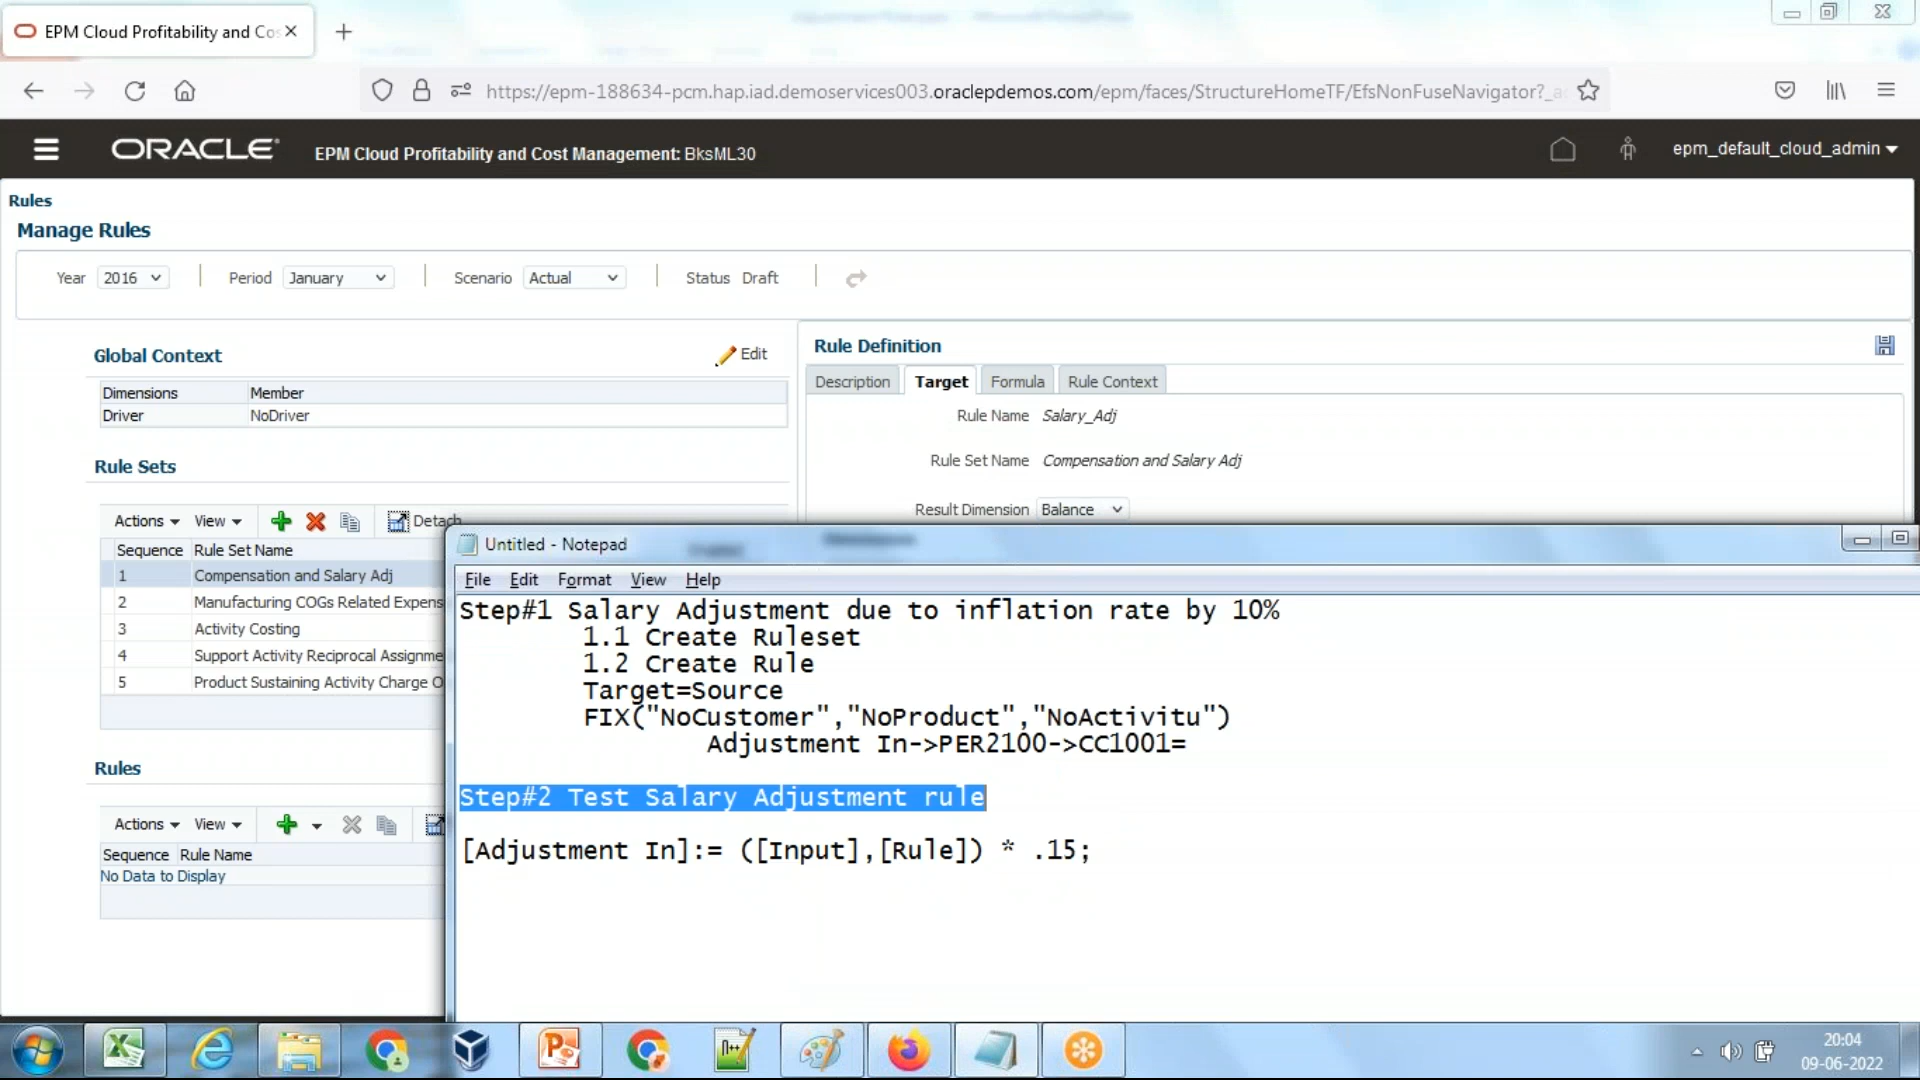 EPM Cloud Profitability and Cos
https://epm-188634-pcm.hap.iad.demoservices003.oraclepdemos.com/epm/faces/StructureHomeTF/EfsNonFuseNavigator?_a
ORACLE EPM Cloud Profitability and Cost Management: BksML30 epm_default_cloud_admin
Rules
Manage Rules
Year 2016 Period January Scenario Actual Status Draft
Global Context Edit
Dimensions Member
Driver NoDriver
Rule Sets
Actions View Detach
Sequence Rule Set Name
1 Compensation and Salary Adj
2 Manufacturing COGs Related Expens
3 Activity Costing
4 Support Activity Reciprocal Assignme
5 Product Sustaining Activity Charge O
Rules
Actions View
Sequence Rule Name
No Data to Display
Rule Definition
Description Target Formula Rule Context
Rule Name Salary_Adj
Rule Set Name Compensation and Salary Adj
Result Dimension Balance
Untitled - Notepad
File Edit Format View Help
Step#1 Salary Adjustment due to inflation rate by 10%
1.1 Create Ruleset
1.2 Create Rule
Target=Source
FIX("NoCustomer","NoProduct","NoActivitu")
Adjustment In->PER2100->CC1001=
Step#2 Test Salary Adjustment rule
[Adjustment In]:= ([Input],[Rule]) * .15;
20:04
09-06-2022